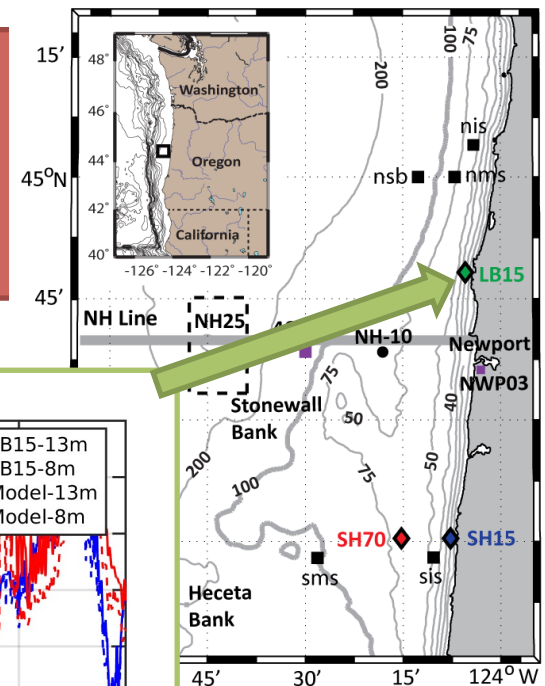 15′
48°
46°
44°
42°
40°
-126° -124° -122° -120°
Washington
Oregon
California
100
75
200
nis
45°N
nsb
nms
LB15
45′
NH Line
NH25
NH-10
Newport
NWP03
75
50
40
Stonewall
Bank
200
100
75
50
B15-13m
B15-8m
Model-13m
Model-8m
SH70
SH15
sms
sis
Heceta
Bank
45′
30′
15′
124° W